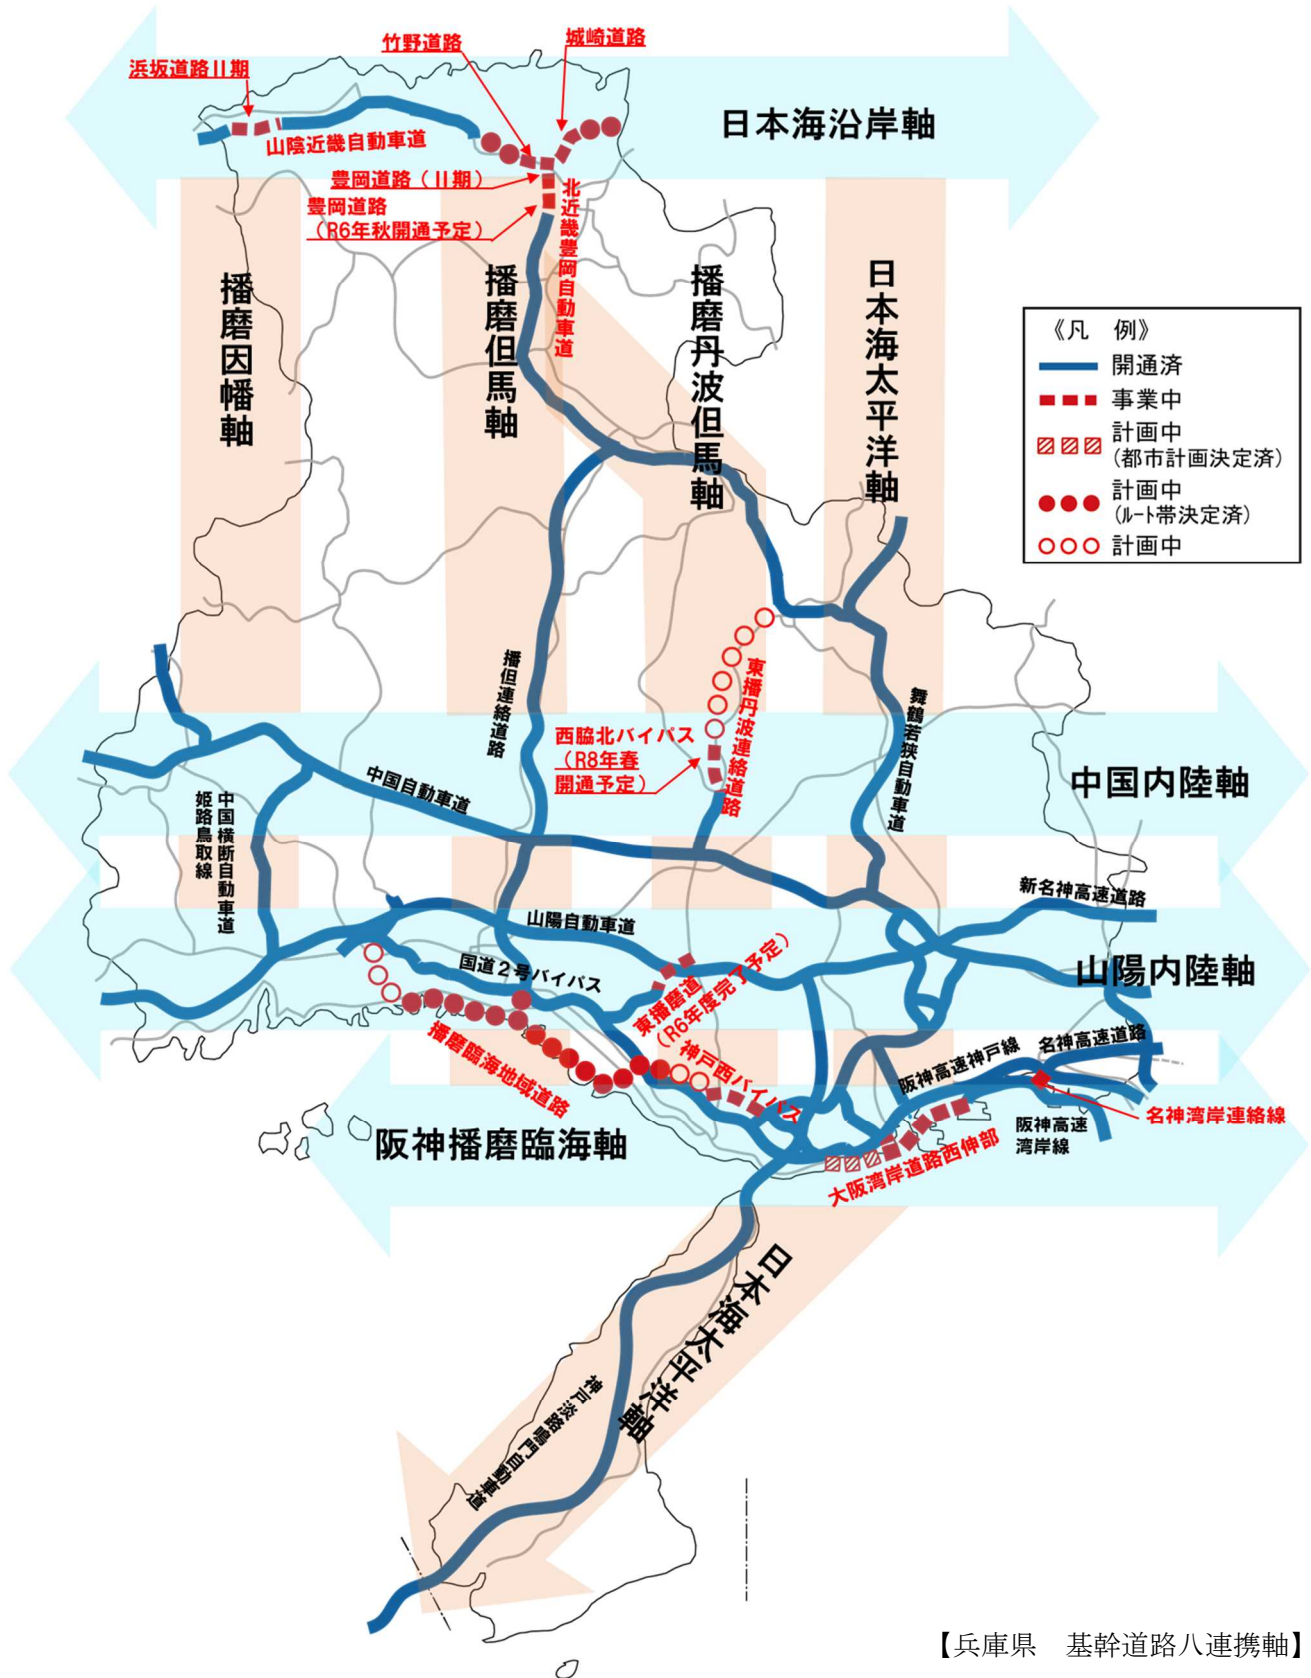 竹野道路
城崎道路
浜坂道路Ⅱ期
日本海沿岸軸
山陰近畿自動車道
豊岡道路（Ⅱ期）
豊岡道路
（R6年秋開通予定）
北近畿豊岡自動車道
播磨因幡軸
播磨但馬軸
播磨丹波但馬軸
日本海太平洋軸
《凡　例》
開通済
事業中
計画中
(都市計画決定済)
計画中
(ﾙｰﾄ帯決定済)
計画中
播但連絡道路
東播丹波連絡道路
舞鶴若狭自動車道
西脇北バイパス
（R8年春
開通予定）
中国内陸軸
中国自動車道
中国横断自動車道
姫路鳥取線
新名神高速道路
山陽自動車道
国道２号バイパス
山陽内陸軸
東播磨道
（R6年度完了予定）
神戸西バイパス
播磨臨海地域道路
阪神高速神戸線
名神高速道路
名神湾岸連絡線
阪神高速
湾岸線
阪神播磨臨海軸
大阪湾岸道路西伸部
日本海太平洋軸
神戸淡路鳴門自動車道
【兵庫県　基幹道路八連携軸】